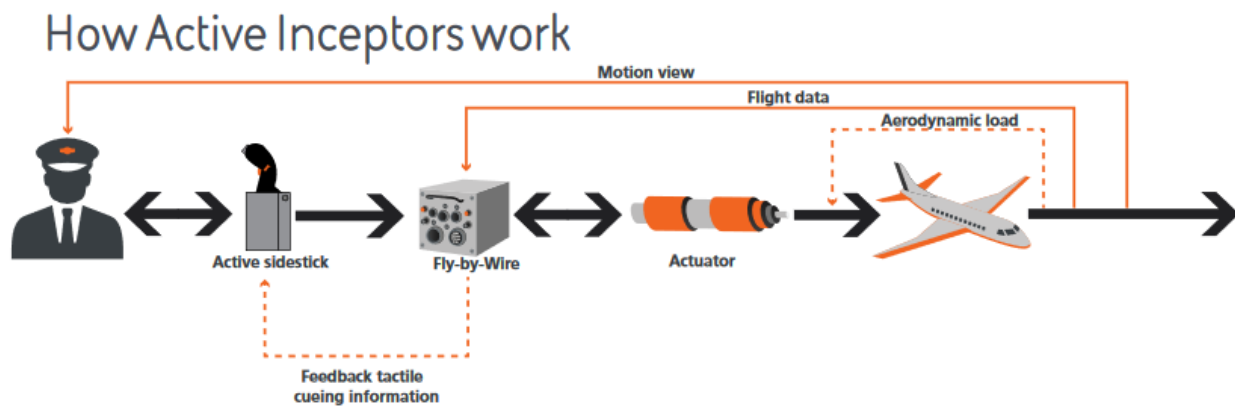 How Active Inceptors work
Motion view
Flight data
Aerodynamic load
Active sidestick
Fly-by-Wire
Actuator
Feedback tactile
cueing information